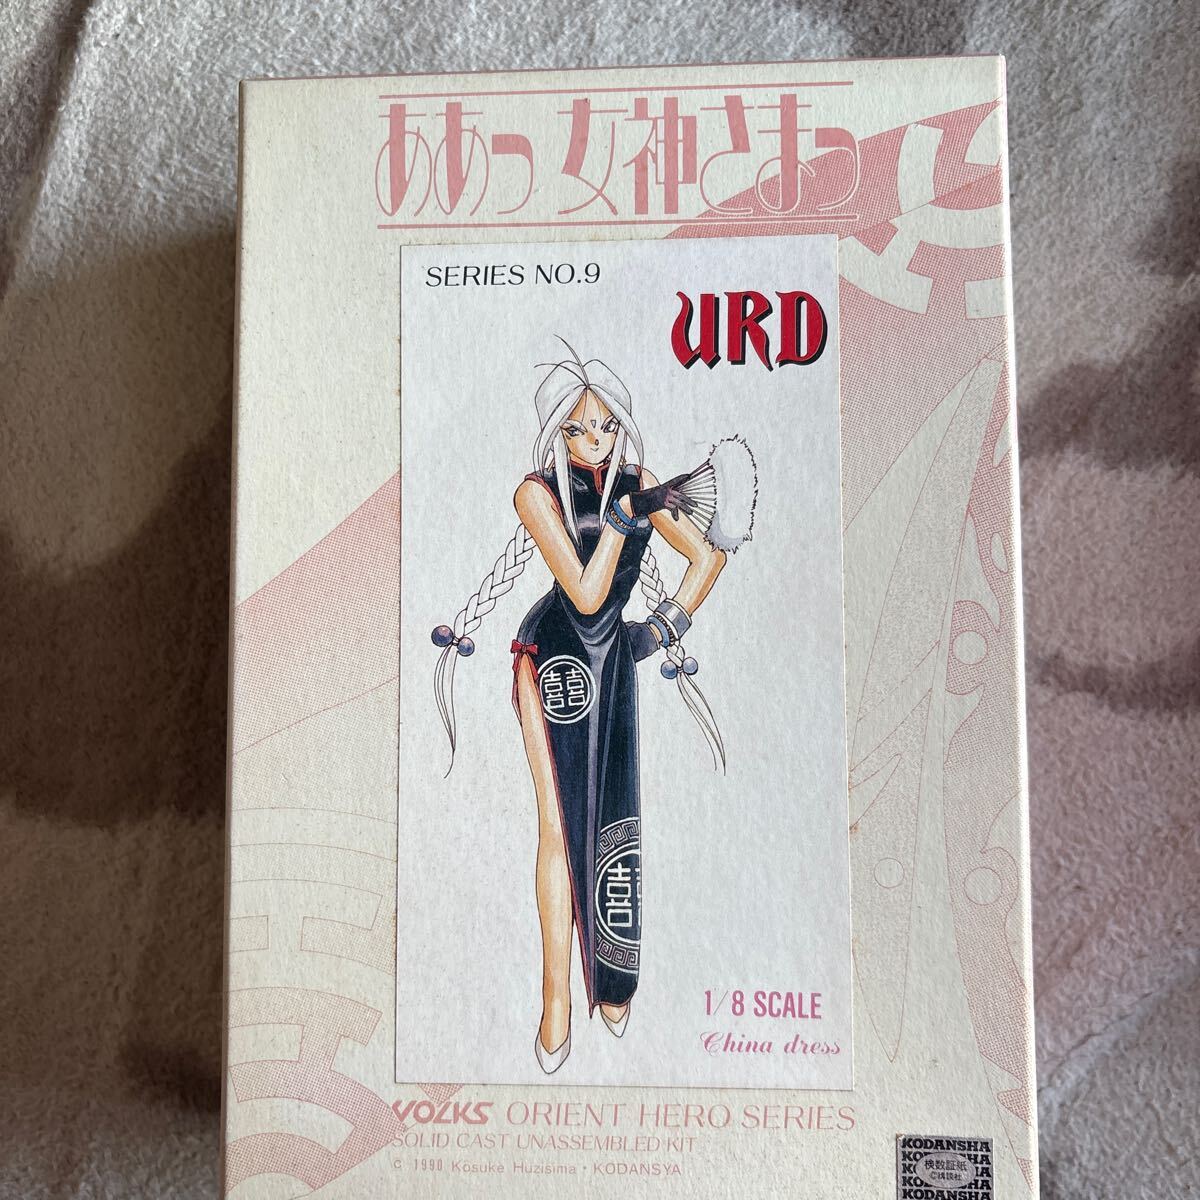 ああっ女神さまっ
SERIES NO.9
URD
1/8 SCALE
China dress
VOLKS ORIENT HERO SERIES
SOLID CAST UNASSEMBLED KIT
© 1990 Kosuke Huzisima・KODANSYA
KODANSHA
検数証紙
©講談社
KODANSHA
KODANSHA